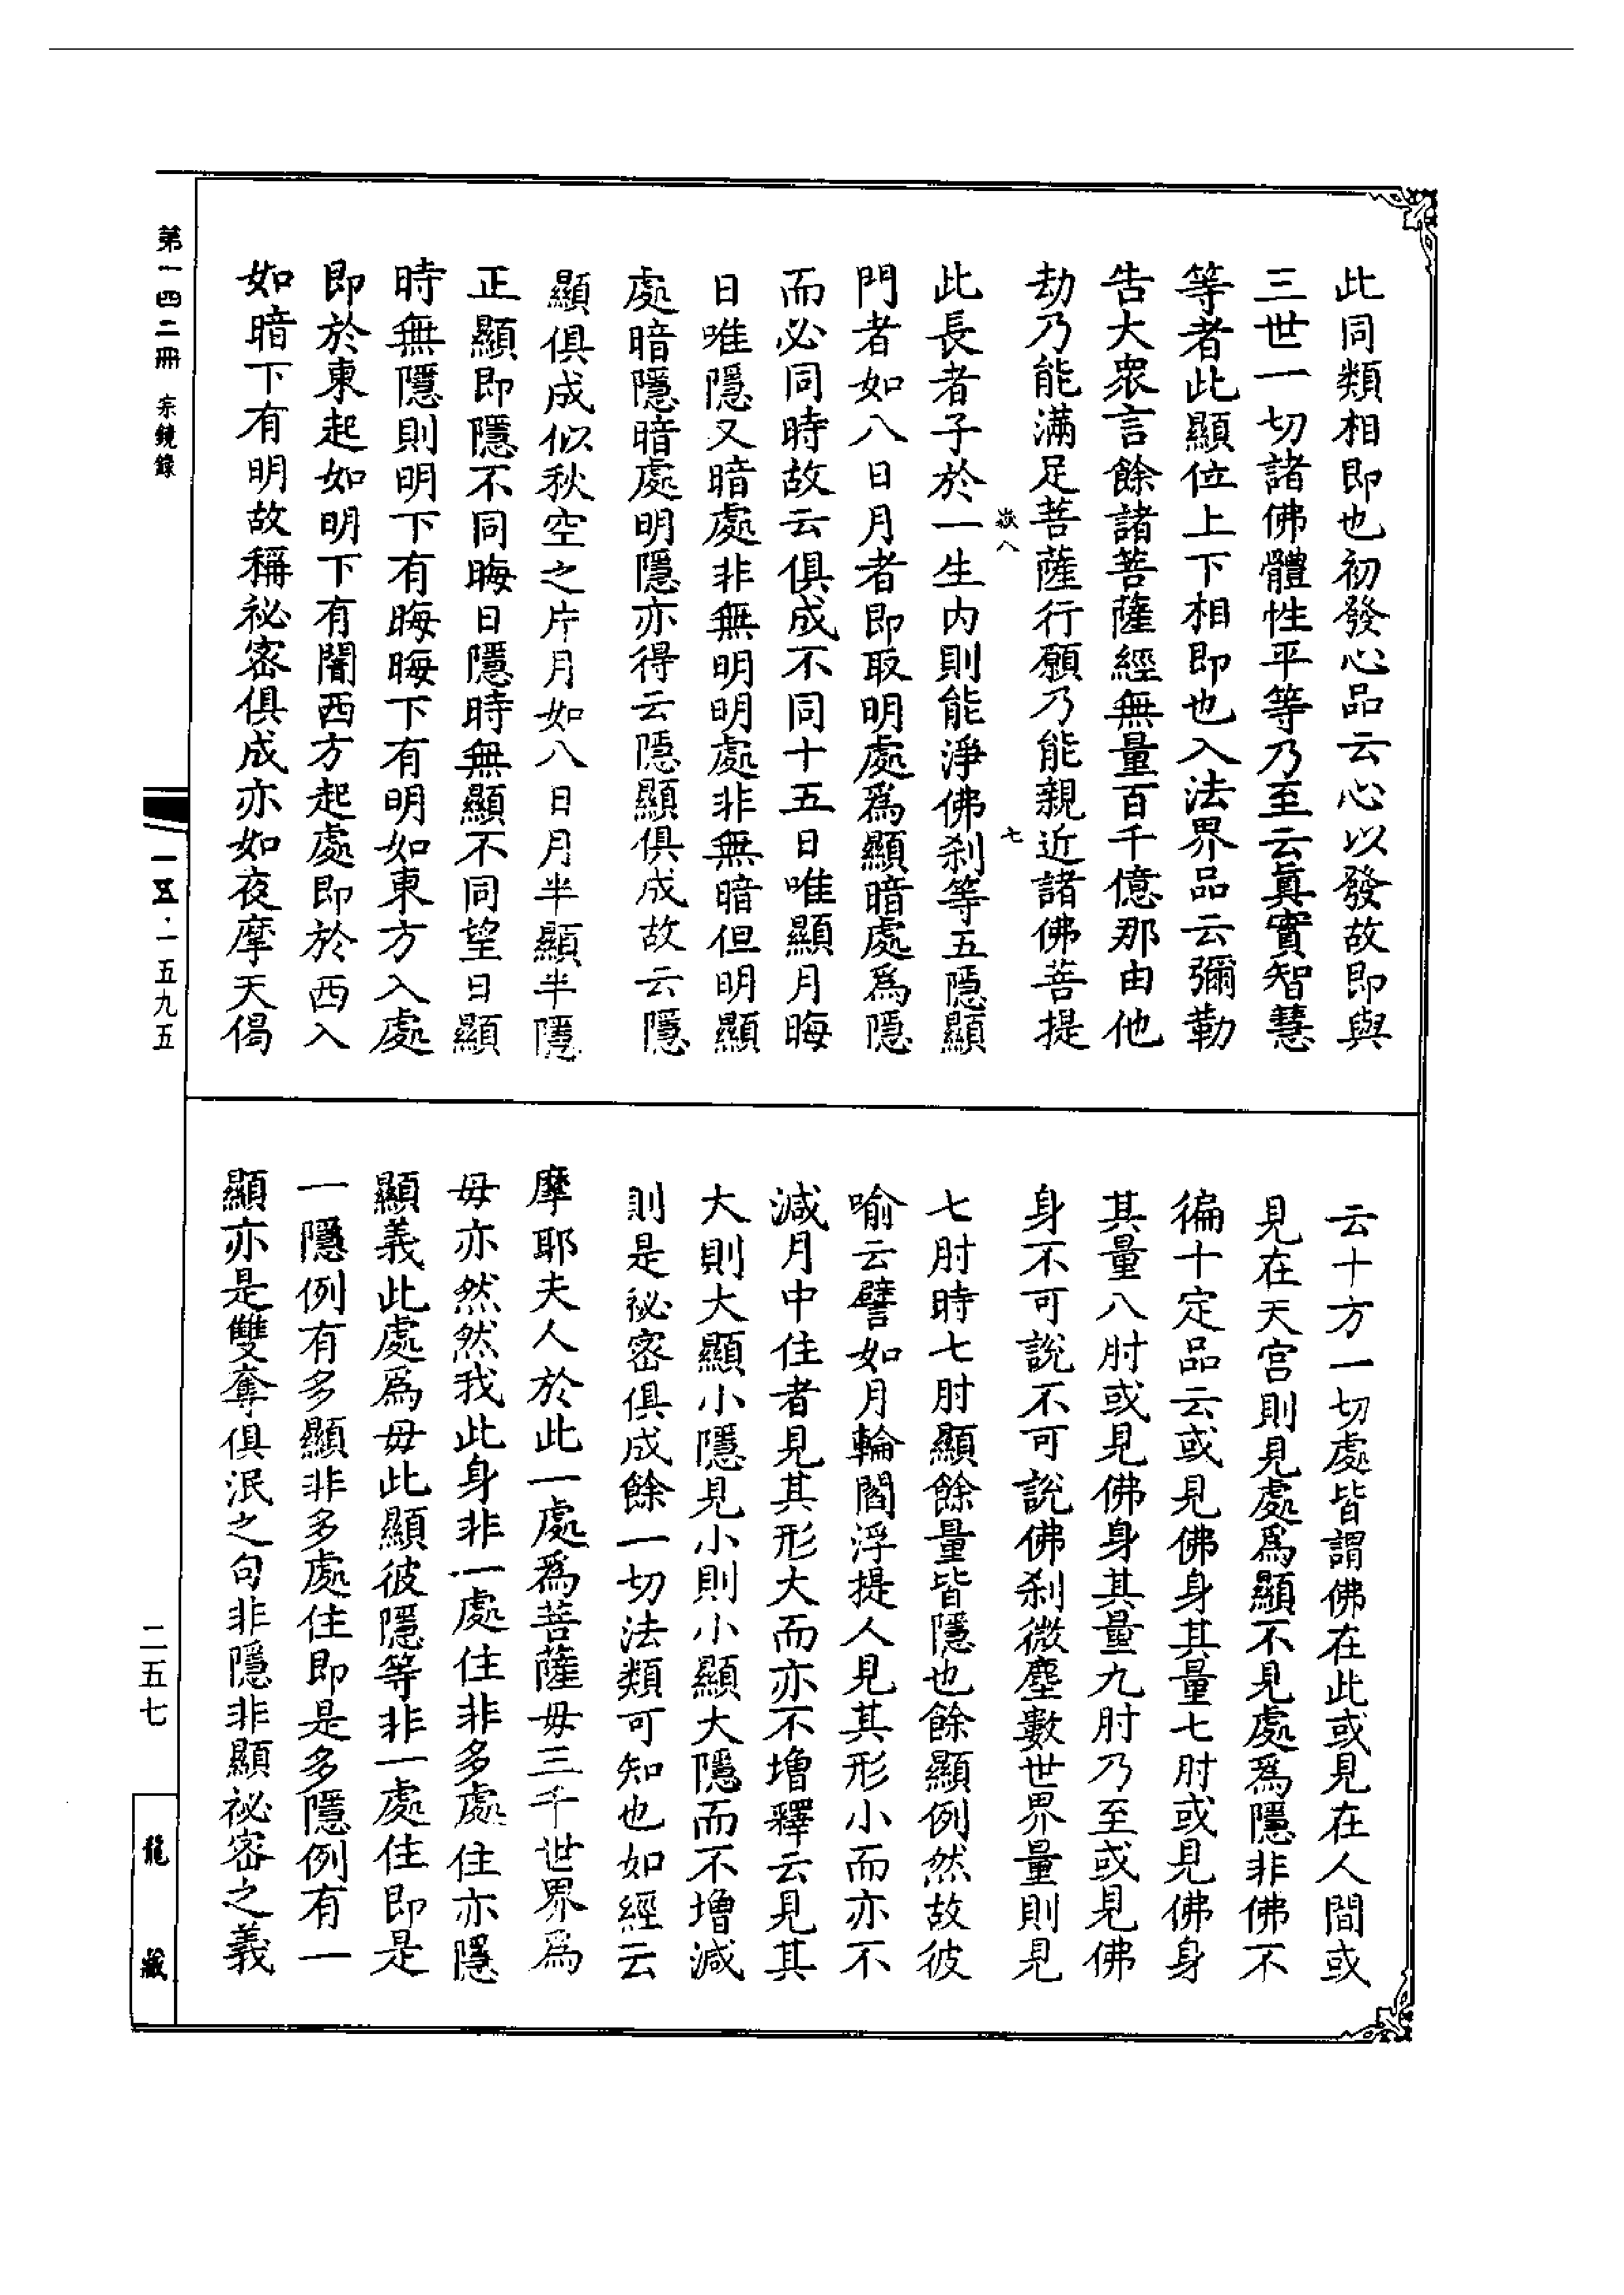 此同類相即也初發心品云心以發故即與
三世一切諸佛體性平等乃至云眞實智慧
等者此顯位上下相即也入法界品云彌勒
告大衆言餘諸菩薩經無量百千億那由他
劫乃能滿足菩薩行願乃能親近諸佛菩提
嶽八
七
此長者子於一生内則能淨佛刹等五隱顯
門者如八日月者即取明處爲顯暗處爲隱
而必同時故云俱成不同十五日唯顯月晦
日唯隱又暗處非無明明處非無暗但明顯
處暗隱暗處明隱亦得云隱顯俱成故云隱
顯俱成似秋空之片月如八日月半顯半隱
正顯即隱不同晦日隱時無顯不同望日顯
時無隱則明下有晦晦下有明如東方入處
即於東起如明下有闇西方起處即於西入
如暗下有明故稱祕密俱成亦如夜摩天偈
云十方一切處皆謂佛在此或見在人間或
見在天宫則見處爲顯不見處爲隱非佛不
徧十定品云或見佛身其量七肘或見佛身
其量八肘或見佛身其量九肘乃至或見佛
身不可說不可說佛刹微塵數世界量則見
七肘時七肘顯餘量皆隱也餘顯例然故彼
喻云譬如月輪閻浮提人見其形小而亦不
減月中住者見其形大而亦不增釋云見其
大則大顯小隱見小則小顯大隱而不增減
則是祕密俱成餘一切法類可知也如經云
摩耶夫人於此一處爲菩薩毋三千世界爲
毋亦然然我此身非一處住非多處住亦隱
顯義此處爲毋此顯彼隱等非一處住即是
一隱例有多顯非多處住即是多隱例有一
顯亦是雙奪俱泯之句非隱非顯祕密之義
第一四二冊 宗鏡錄
一五·一五九五
二五七
龍藏